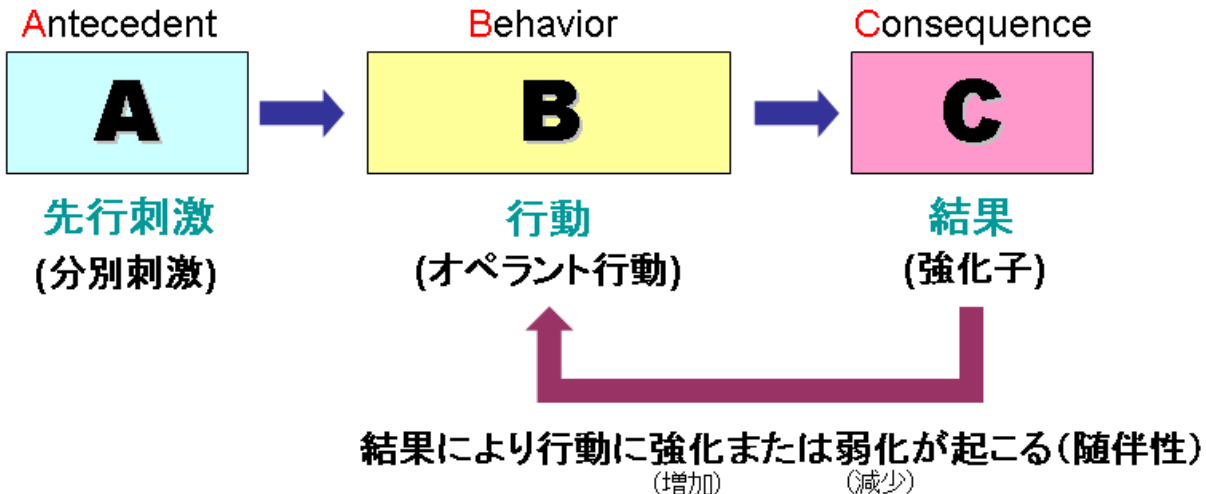 Antecedent
Behavior
Consequence
A
B
C
先行刺激
行動
結果
(分別刺激)
(オペラント行動)
(強化子)
結果により行動に強化または弱化が起こる(随伴性)
(増加)
(減少)